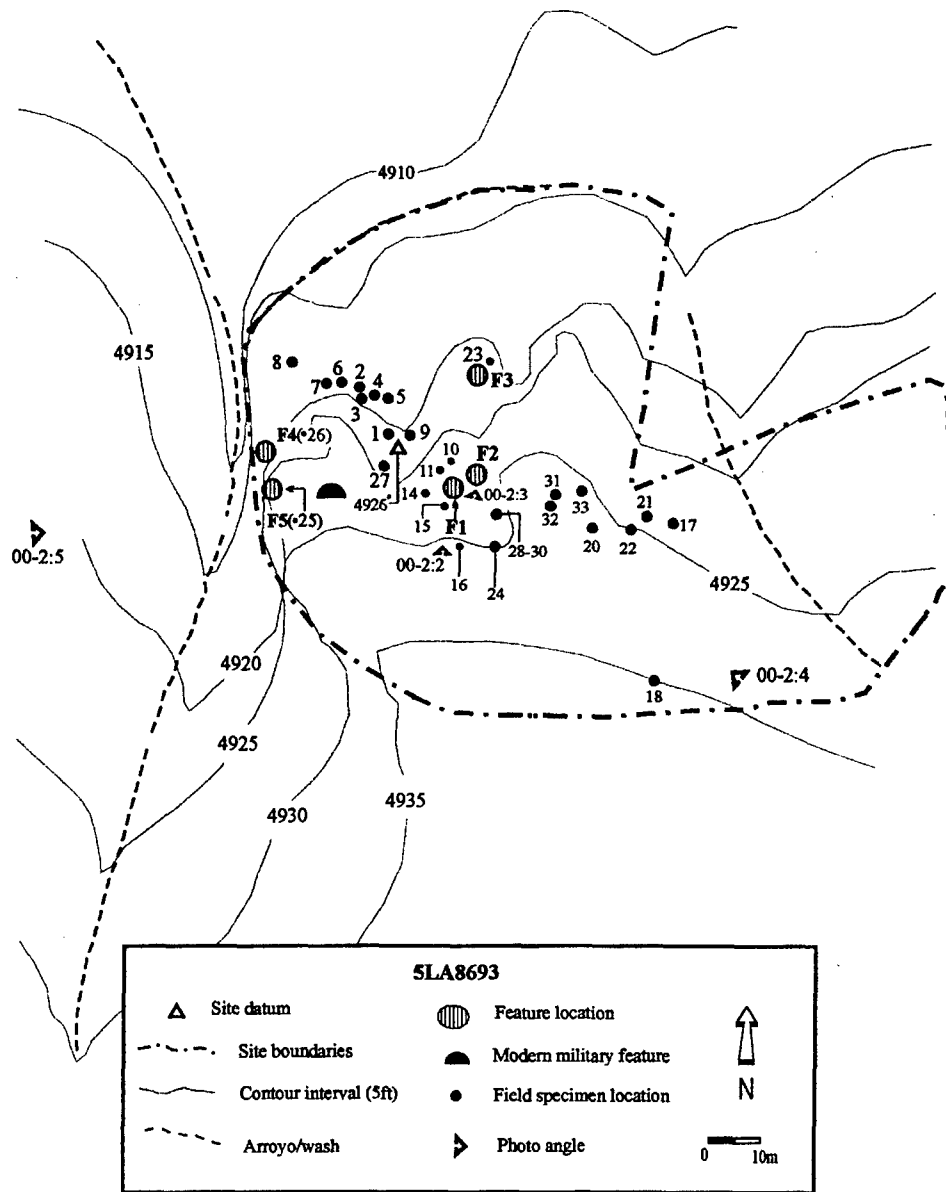 4910
4915
23
F3
8
7
6
2
4
3
5
F4(•26)
1
9
27
4926
10
11
F2
14
00-2:3
15
F1
F5(•25)
31
32
33
20
21
22
17
28-30
00-2:5
00-2:2
16
24
4925
4920
18
00-2:4
4925
4930
4935
5LA8693
Site datum
Feature location
Site boundaries
Modern military feature
Contour interval (5ft)
Field specimen location
N
Arroyo/wash
Photo angle
0 10m